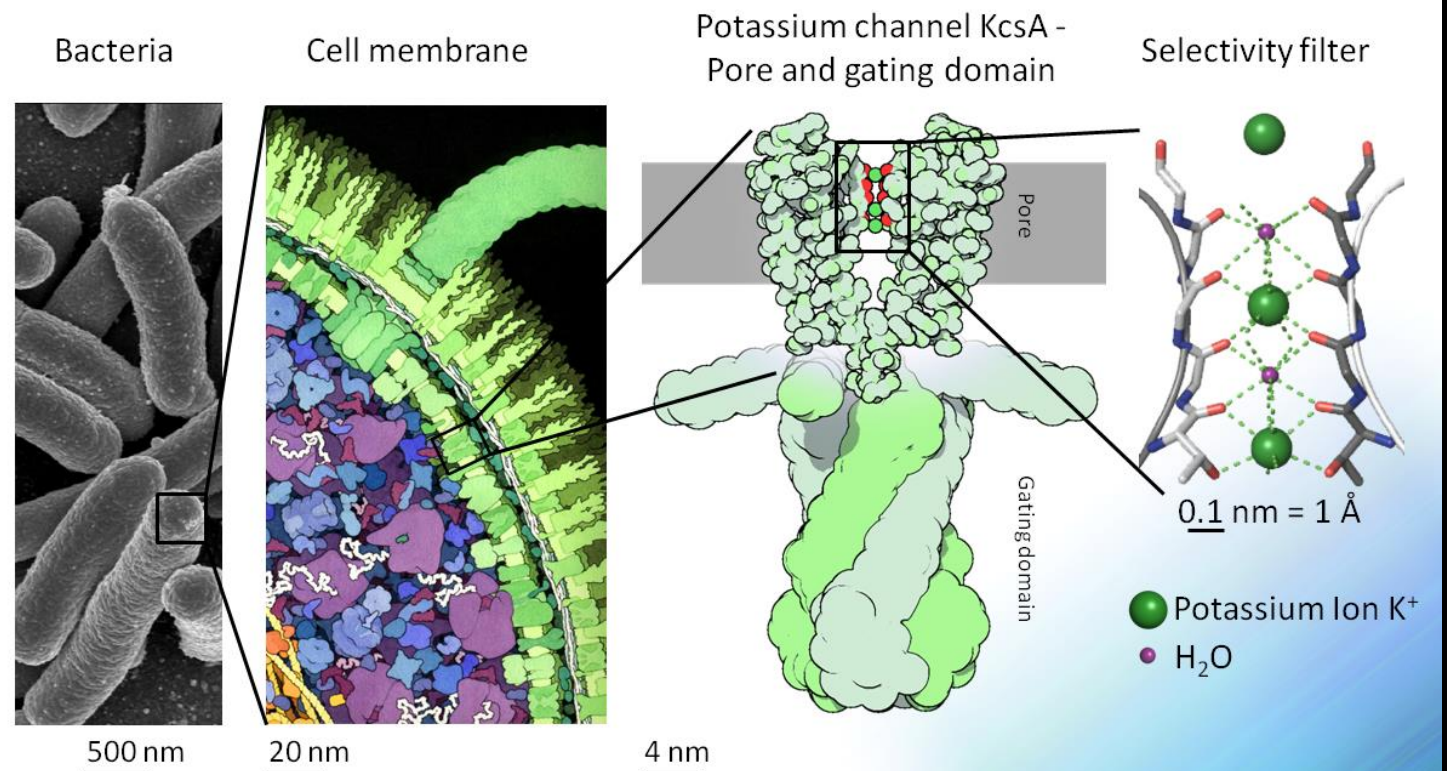 Bacteria
Cell membrane
Potassium channel KcsA -
Pore and gating domain
Selectivity filter
Pore
Gating domain
0.1 nm = 1 Å
Potassium Ion K⁺
H₂O
500 nm
20 nm
4 nm